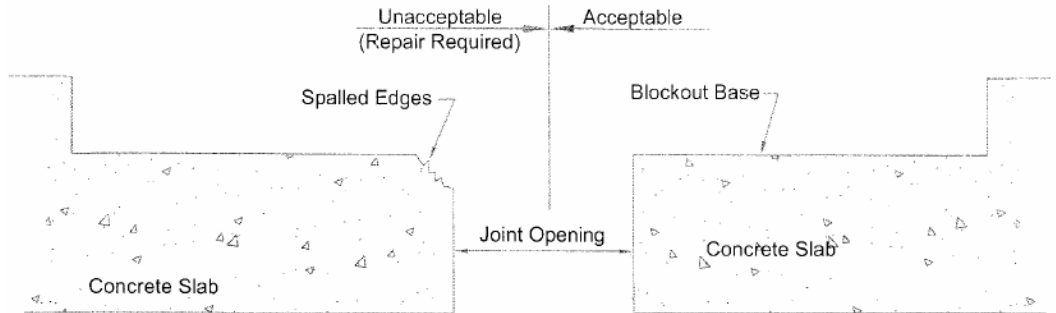 Unacceptable
(Repair Required)
Acceptable
Spalled Edges
Blockout Base
Joint Opening
Concrete Slab
Concrete Slab